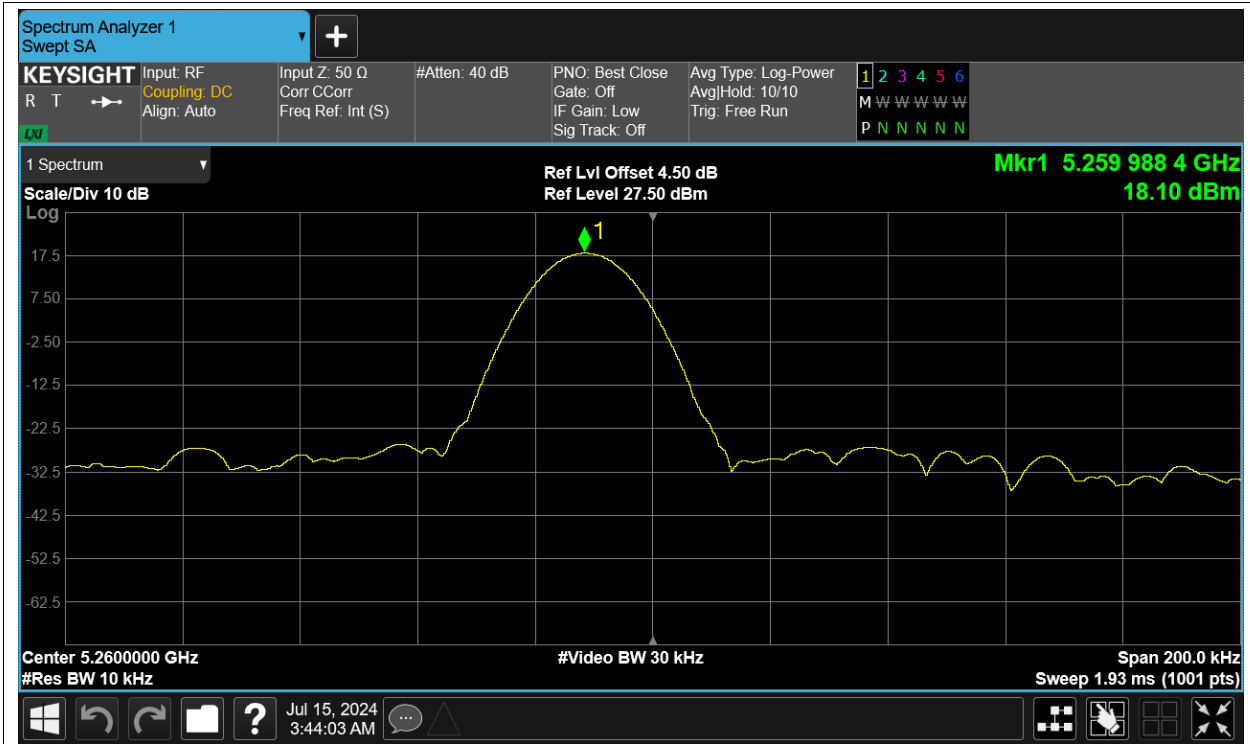 Spectrum Analyzer 1
Swept SA
+
KEYSIGHT
R T
LXI
Input: RF
Coupling: DC
Align: Auto
Input Z: 50 Ω
Corr CCorr
Freq Ref: Int (S)
#Atten: 40 dB
PNO: Best Close
Gate: Off
IF Gain: Low
Sig Track: Off
Avg Type: Log-Power
Avg|Hold: 10/10
Trig: Free Run
1 2 3 4 5 6
M W W W W W
P N N N N N
1 Spectrum
Scale/Div 10 dB
Log
Ref Lvl Offset 4.50 dB
Ref Level 27.50 dBm
Mkr1 5.259 988 4 GHz
18.10 dBm
1
17.5
7.50
-2.50
-12.5
-22.5
-32.5
-42.5
-52.5
-62.5
Center 5.2600000 GHz
#Video BW 30 kHz
Span 200.0 kHz
#Res BW 10 kHz
Sweep 1.93 ms (1001 pts)
?
Jul 15, 2024
3:44:03 AM